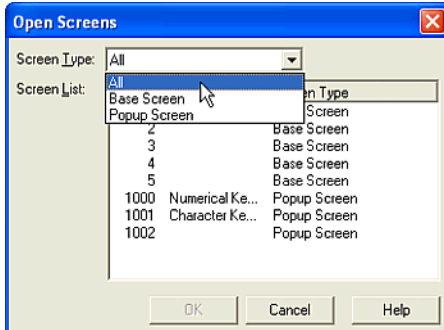 Open Screens
Screen Type: All
Screen List: All
en Type
Base Screen
Screen
Popup Screen
2 Base Screen
3 Base Screen
4 Base Screen
5 Base Screen
1000 Numerical Ke... Popup Screen
1001 Character Ke... Popup Screen
1002 Popup Screen
OK Cancel Help